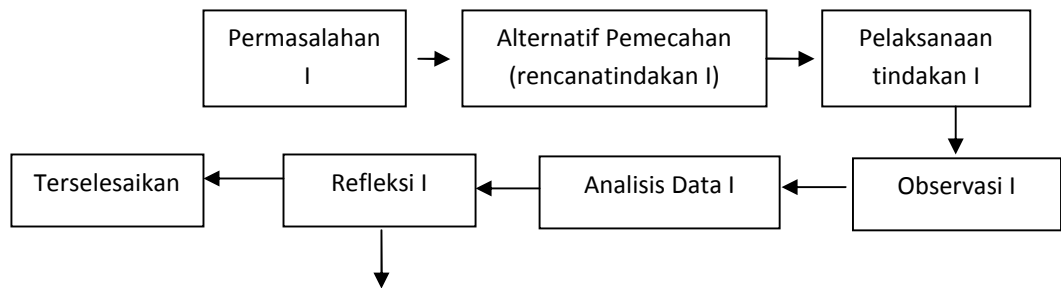 Permasalahan
I
Alternatif Pemecahan
(rencanatindakan I)
Pelaksanaan
tindakan I
Terselesaikan
Refleksi I
Analisis Data I
Observasi I